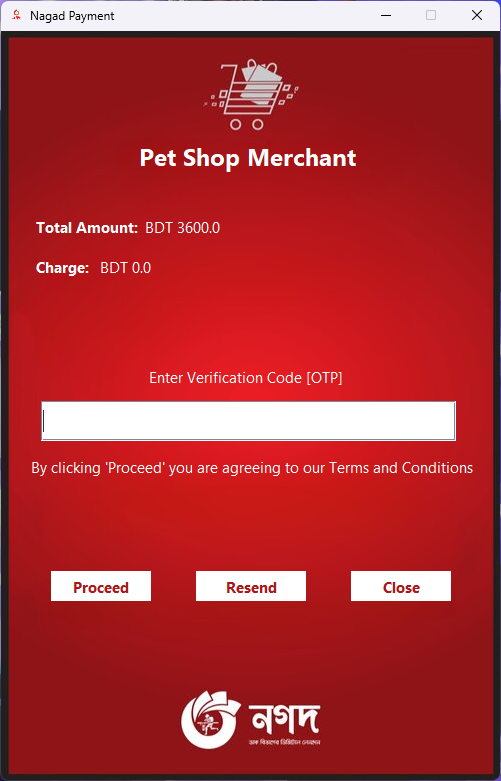 Nagad Payment
Pet Shop Merchant
Total Amount: BDT 3600.0
Charge: BDT 0.0
Enter Verification Code [OTP]
By clicking 'Proceed' you are agreeing to our Terms and Conditions
Proceed Resend Close
নগদ
ডাক বিভাগের ডিজিটাল লেনদেন